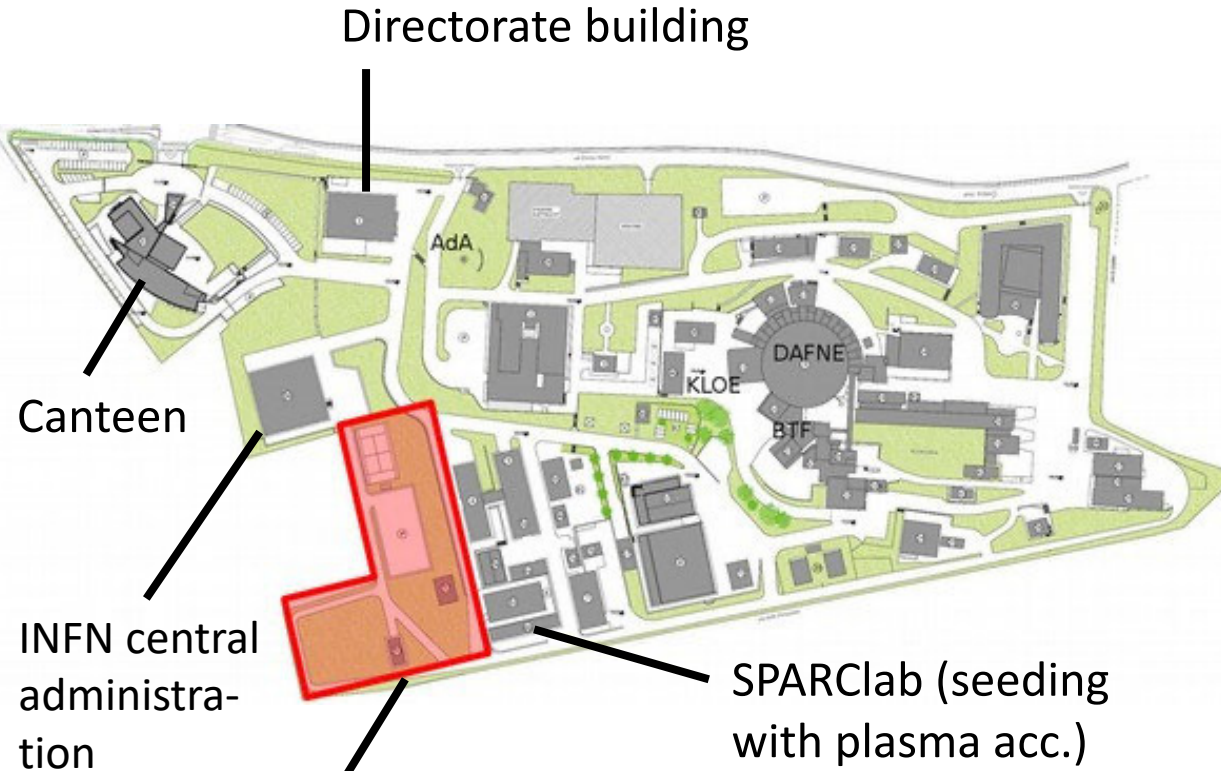 Directorate building
AdA
DAFNE
KLOE
BTF
Canteen
INFN central
administra-
tion
SPARClab (seeding
with plasma acc.)